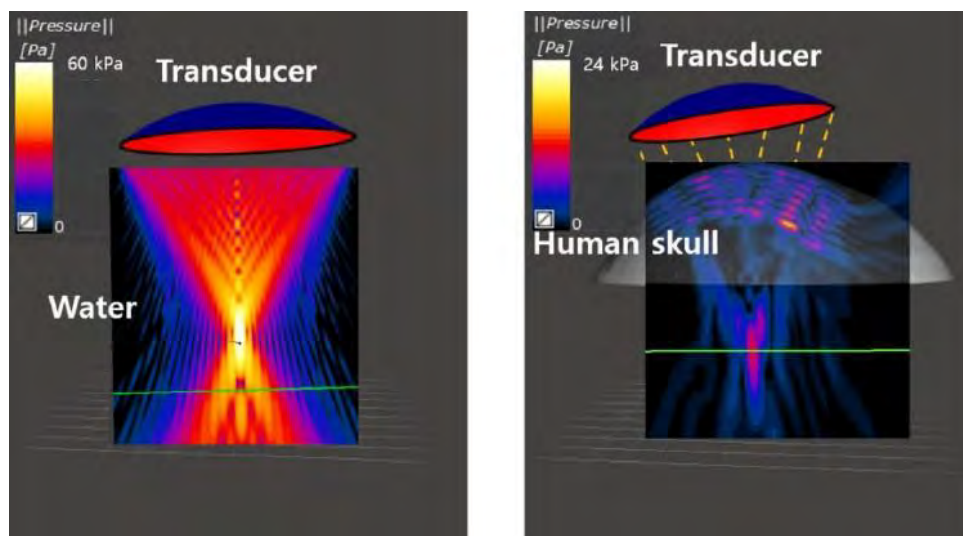 ||Pressure||
[Pa]
60 kPa
Transducer
0
Water
||Pressure||
[Pa]
24 kPa
Transducer
0
Human skull